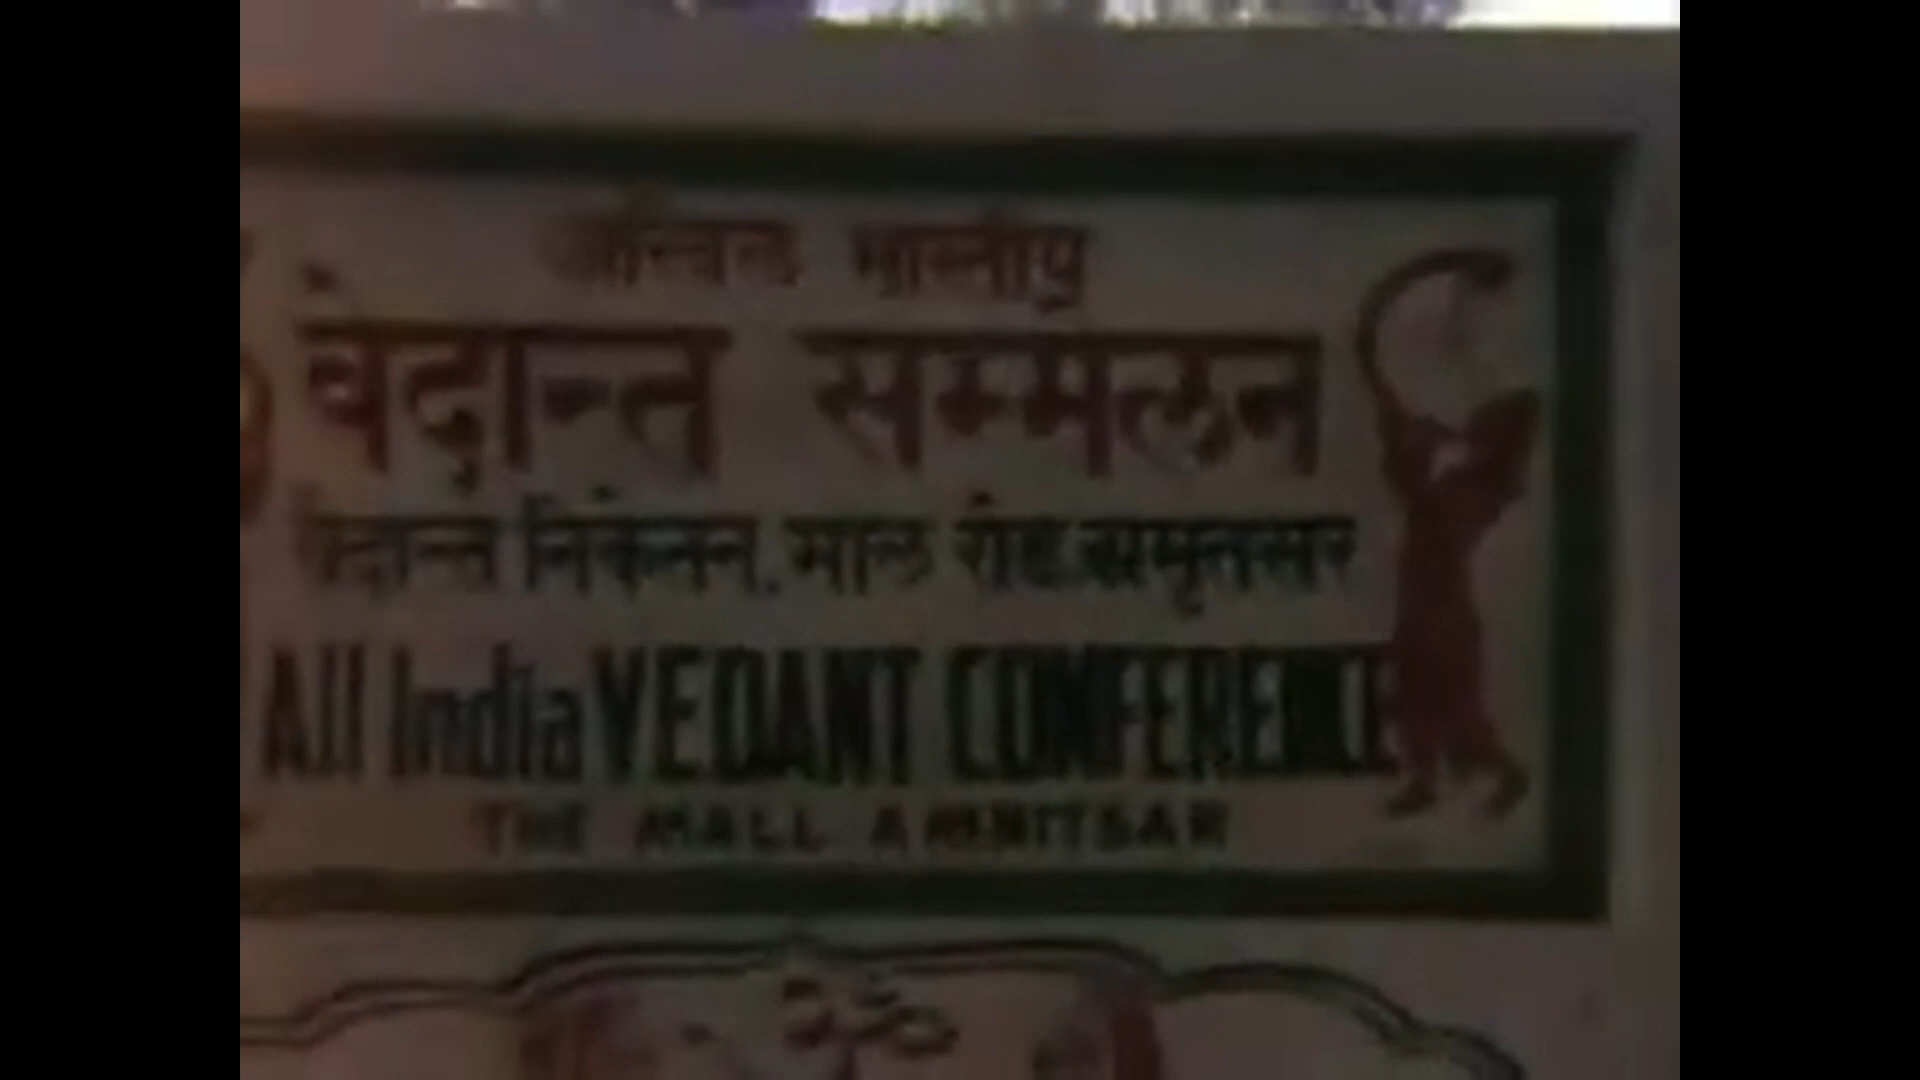 अखिल भारतीय
वेदान्त सम्मेलन
वेदान्त निकेतन, माल रोड, अमृतसर
All India VEDANT CONFERENCE
THE MALL AMRITSAR
ॐ